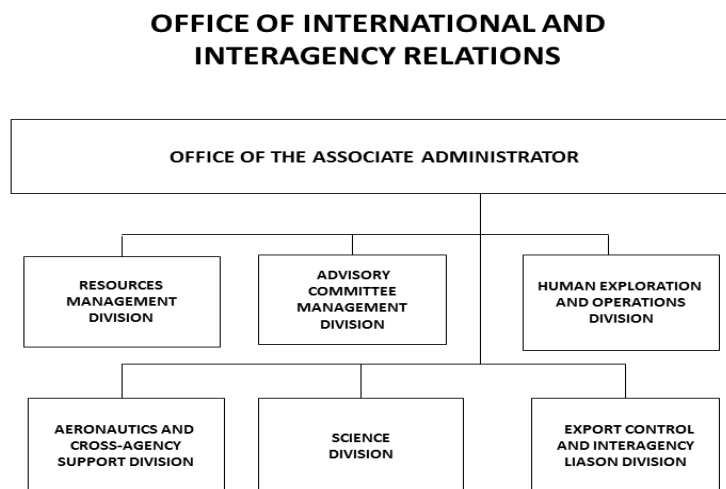 OFFICE OF INTERNATIONAL AND
INTERAGENCY RELATIONS
OFFICE OF THE ASSOCIATE ADMINISTRATOR
RESOURCES
MANAGEMENT
DIVISION
ADVISORY
COMMITTEE
MANAGEMENT
DIVISION
HUMAN EXPLORATION
AND OPERATIONS
DIVISION
AERONAUTICS AND
CROSS-AGENCY
SUPPORT DIVISION
SCIENCE
DIVISION
EXPORT CONTROL
AND INTERAGENCY
LIASON DIVISION